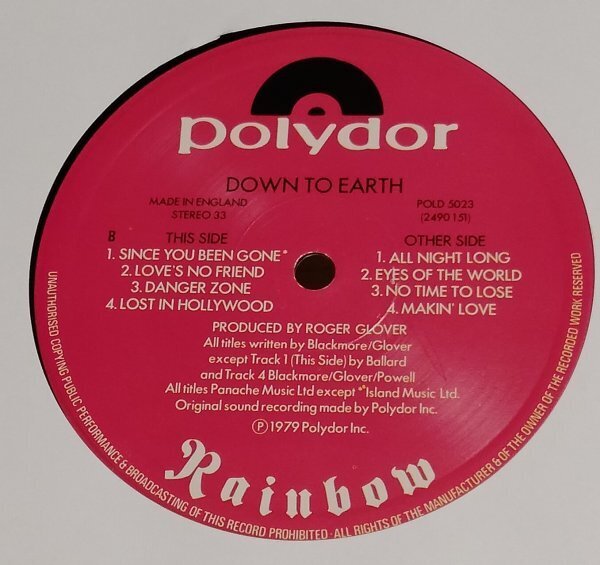 polydor
DOWN TO EARTH
MADE IN ENGLAND
STEREO 33
POLD 5023
(2490 151)
B THIS SIDE
1. SINCE YOU BEEN GONE*
2. LOVE'S NO FRIEND
3. DANGER ZONE
4. LOST IN HOLLYWOOD
OTHER SIDE
1. ALL NIGHT LONG
2. EYES OF THE WORLD
3. NO TIME TO LOSE
4. MAKIN' LOVE
PRODUCED BY ROGER GLOVER
All titles written by Blackmore/Glover
except Track 1 (This Side) by Ballard
and Track 4 Blackmore/Glover/Powell
All titles Panache Music Ltd except *Island Music Ltd.
Original sound recording made by Polydor Inc.
Ⓟ 1979 Polydor Inc.
Rainbow
UNAUTHORISED COPYING PUBLIC PERFORMANCE & BROADCASTING OF THIS RECORD PROHIBITED · ALL RIGHTS OF THE MANUFACTURER & OF THE OWNER OF THE RECORDED WORK RESERVED